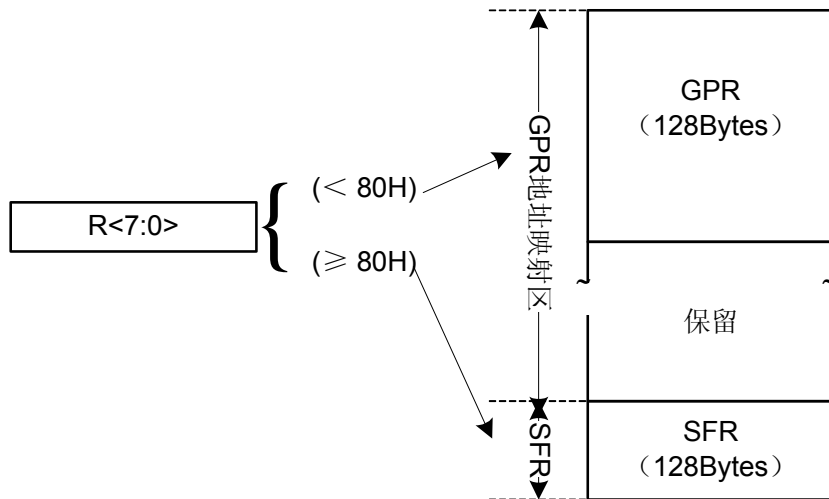 R<7:0>
(< 80H)
(≥ 80H)
GPR地址映射区
SFR
GPR
（128Bytes）
保留
SFR
（128Bytes）